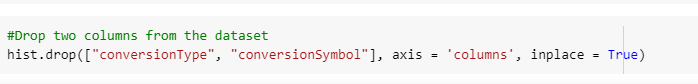 #Drop two columns from the dataset
hist.drop(["conversionType", "conversionSymbol"], axis = 'columns', inplace = True)